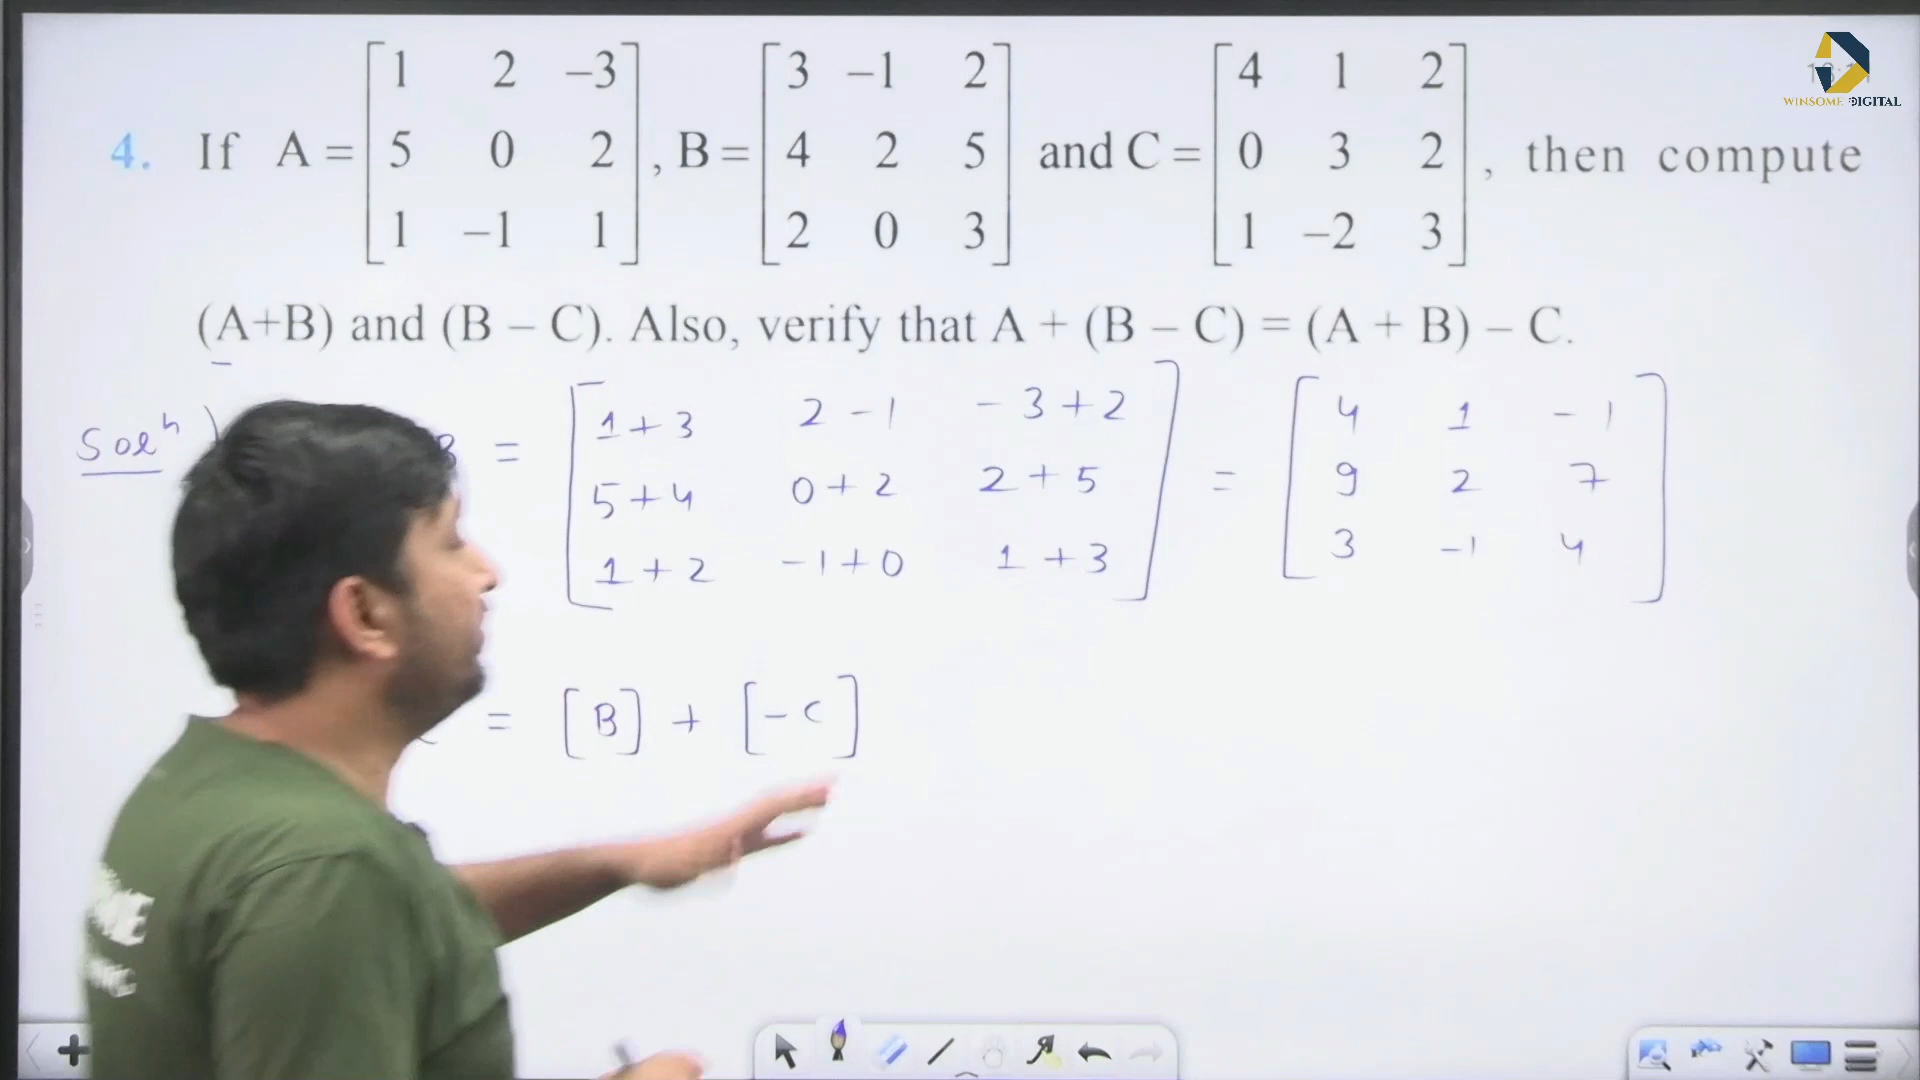 4. If A = [1 2 –3
5 0 2
1 –1 1], B = [3 –1 2
4 2 5
2 0 3] and C = [4 1 2
0 3 2
1 –2 3], then compute
(A+B) and (B – C). Also, verify that A + (B – C) = (A + B) – C.
Solⁿ) B = [1+3 2-1 -3+2
5+4 0+2 2+5
1+2 -1+0 1+3] = [4 1 -1
9 2 7
3 -1 4]
= [B] + [-C]
WINSOME DIGITAL